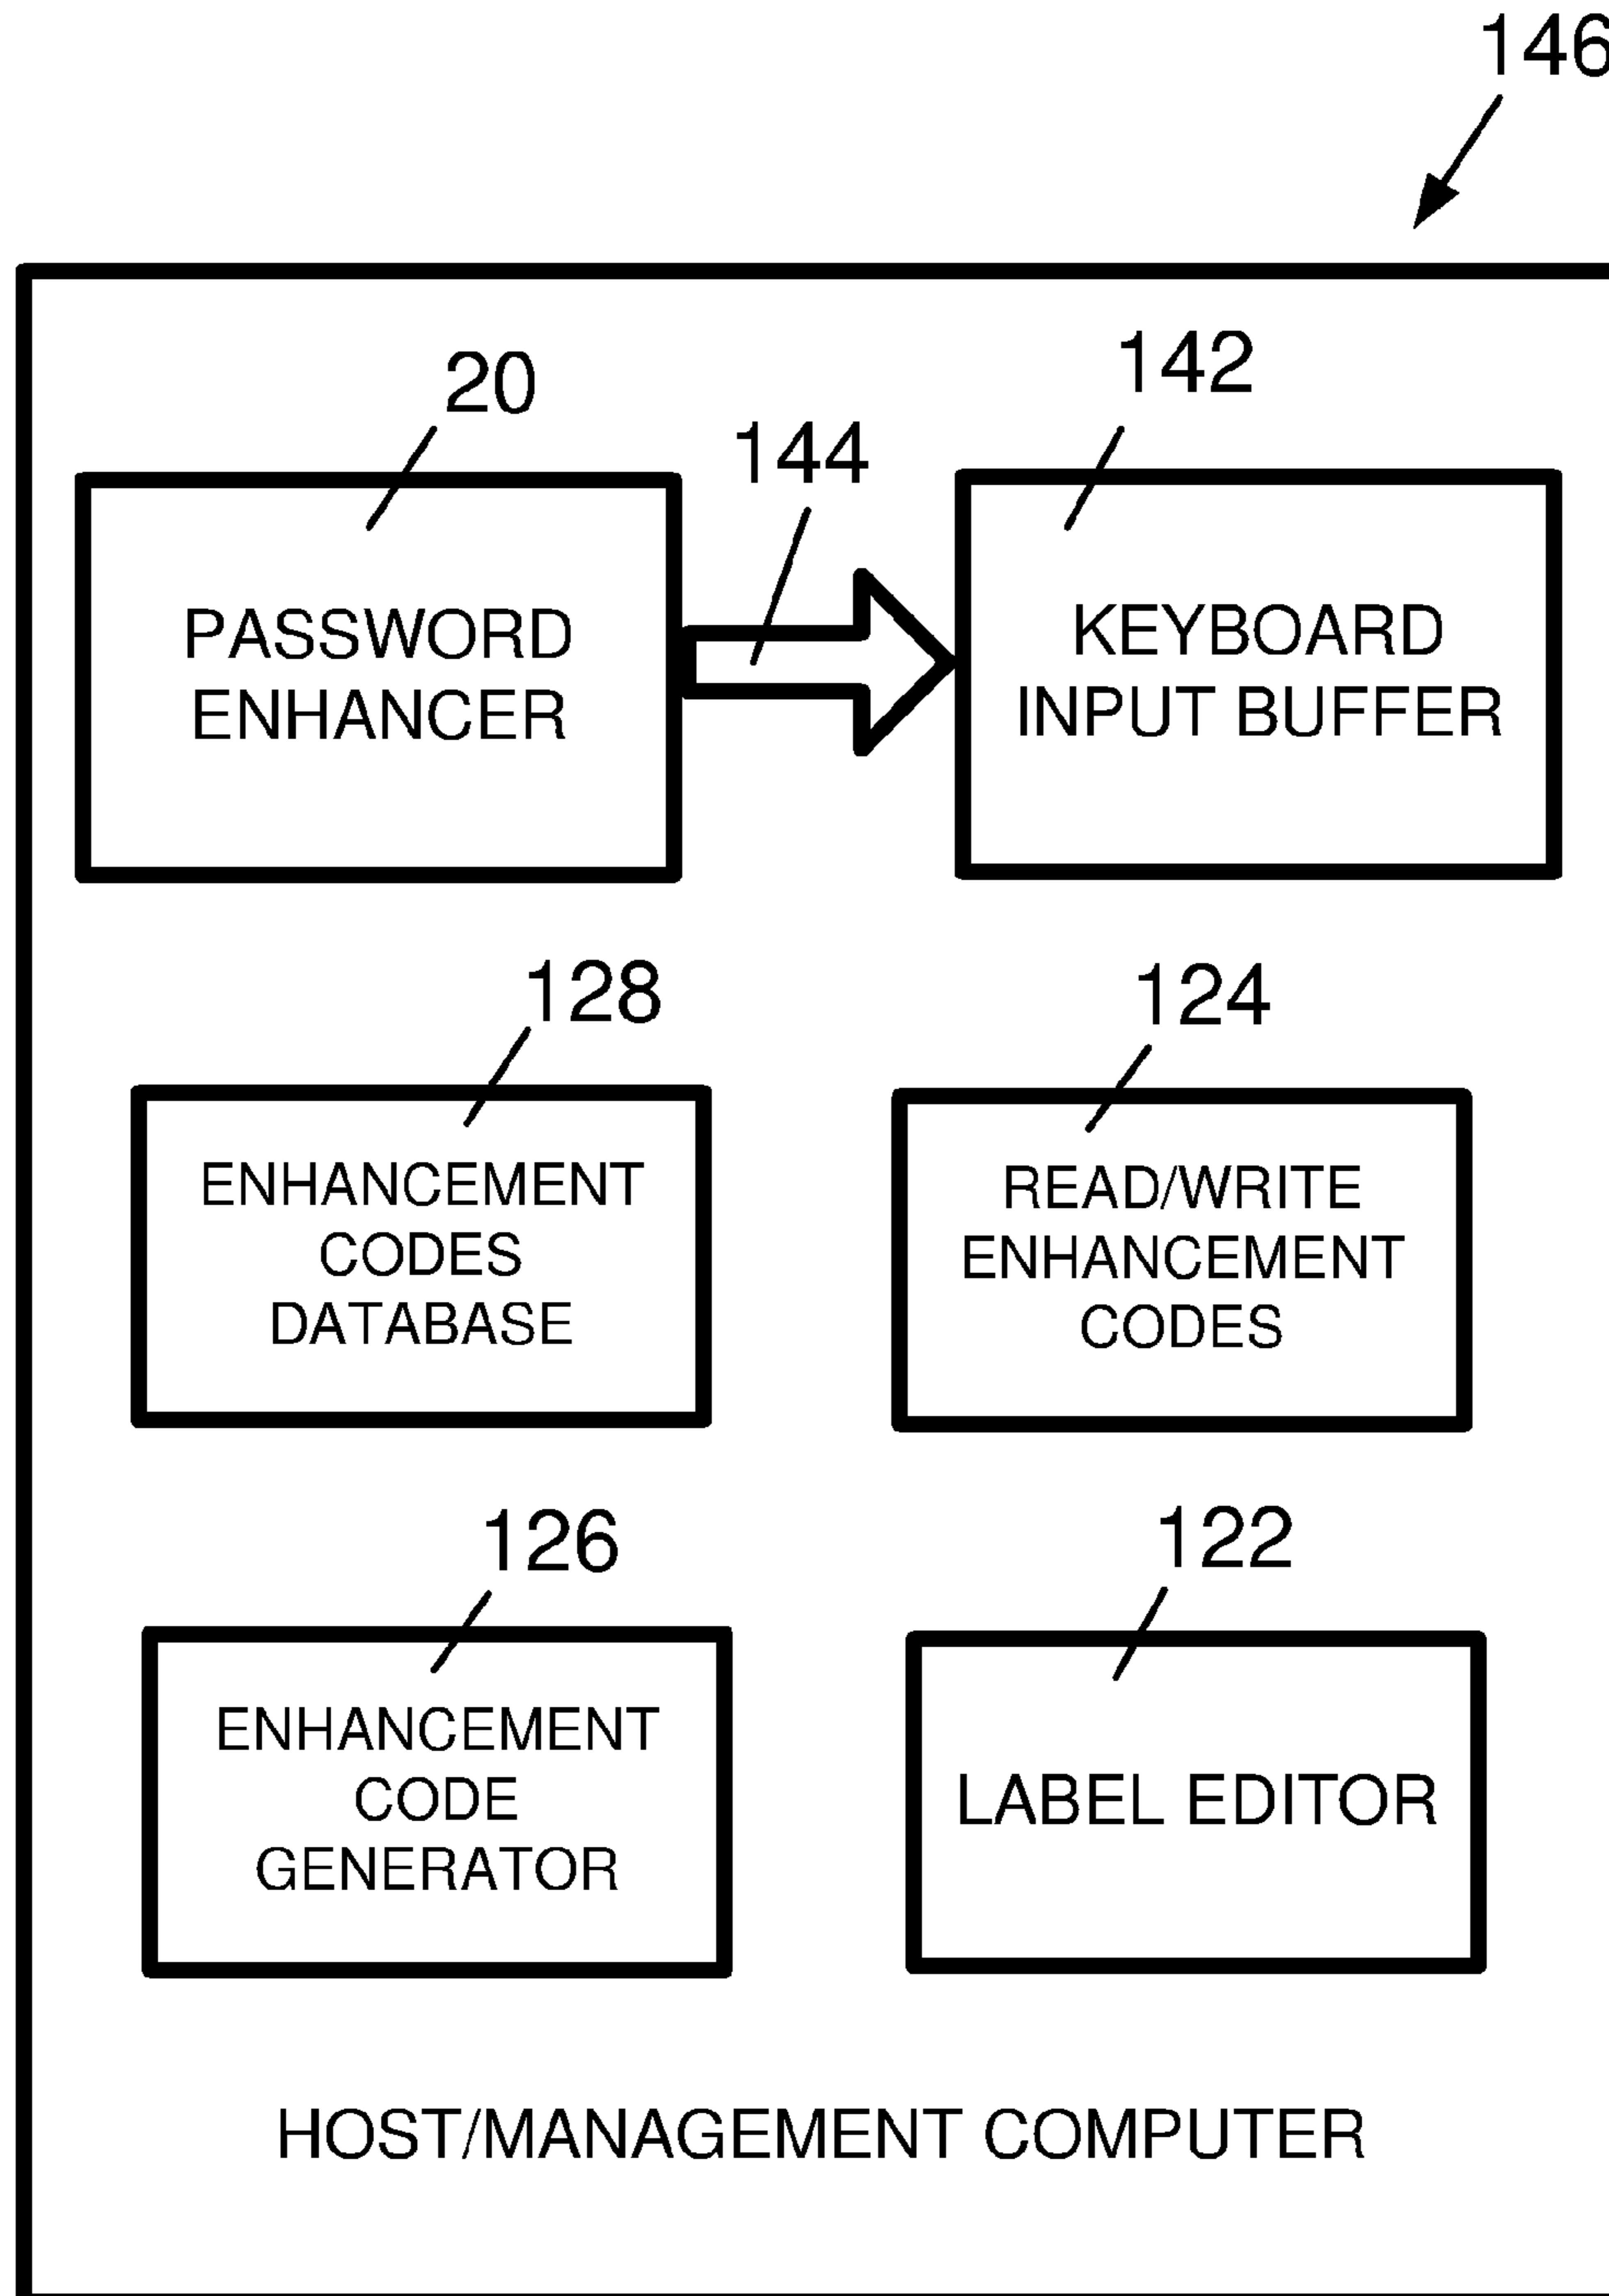 146
20
142
144
PASSWORD
ENHANCER
KEYBOARD
INPUT BUFFER
128
124
ENHANCEMENT
CODES
DATABASE
READ/WRITE
ENHANCEMENT
CODES
126
122
ENHANCEMENT
CODE
GENERATOR
LABEL EDITOR
HOST/MANAGEMENT COMPUTER